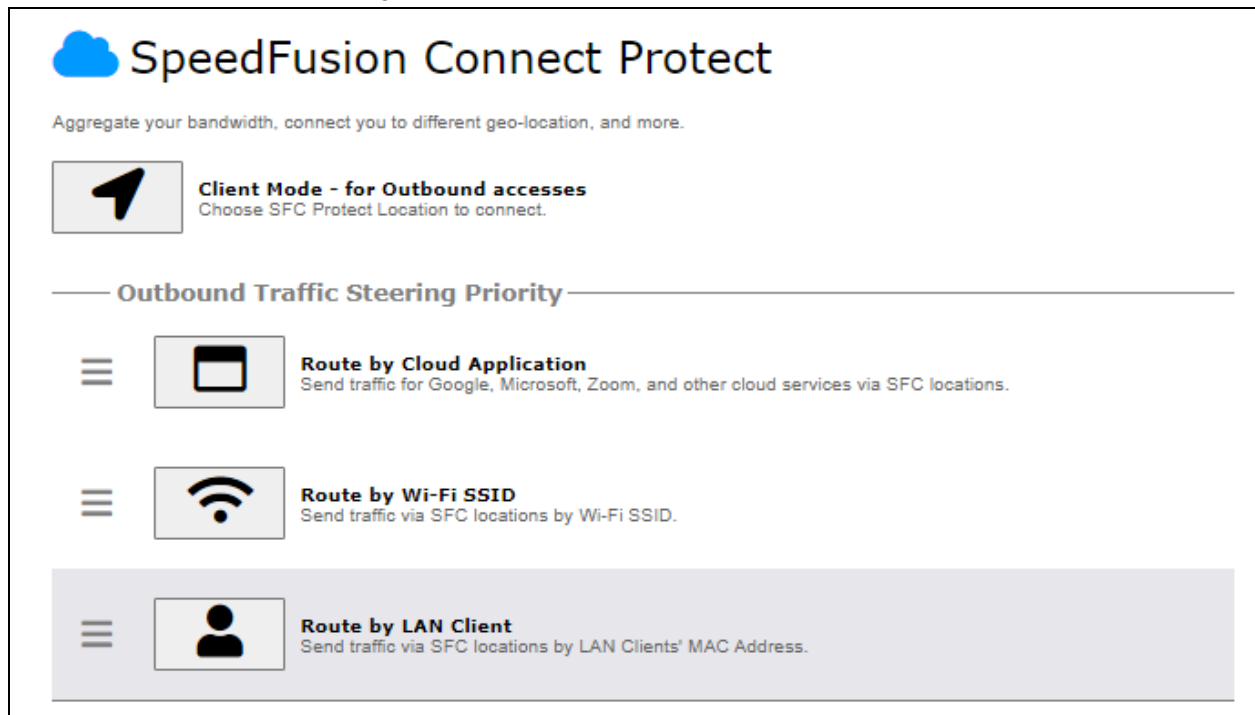 SpeedFusion Connect Protect
Aggregate your bandwidth, connect you to different geo-location, and more.
Client Mode - for Outbound accesses
Choose SFC Protect Location to connect.
Outbound Traffic Steering Priority
Route by Cloud Application
Send traffic for Google, Microsoft, Zoom, and other cloud services via SFC locations.
Route by Wi-Fi SSID
Send traffic via SFC locations by Wi-Fi SSID.
Route by LAN Client
Send traffic via SFC locations by LAN Clients' MAC Address.